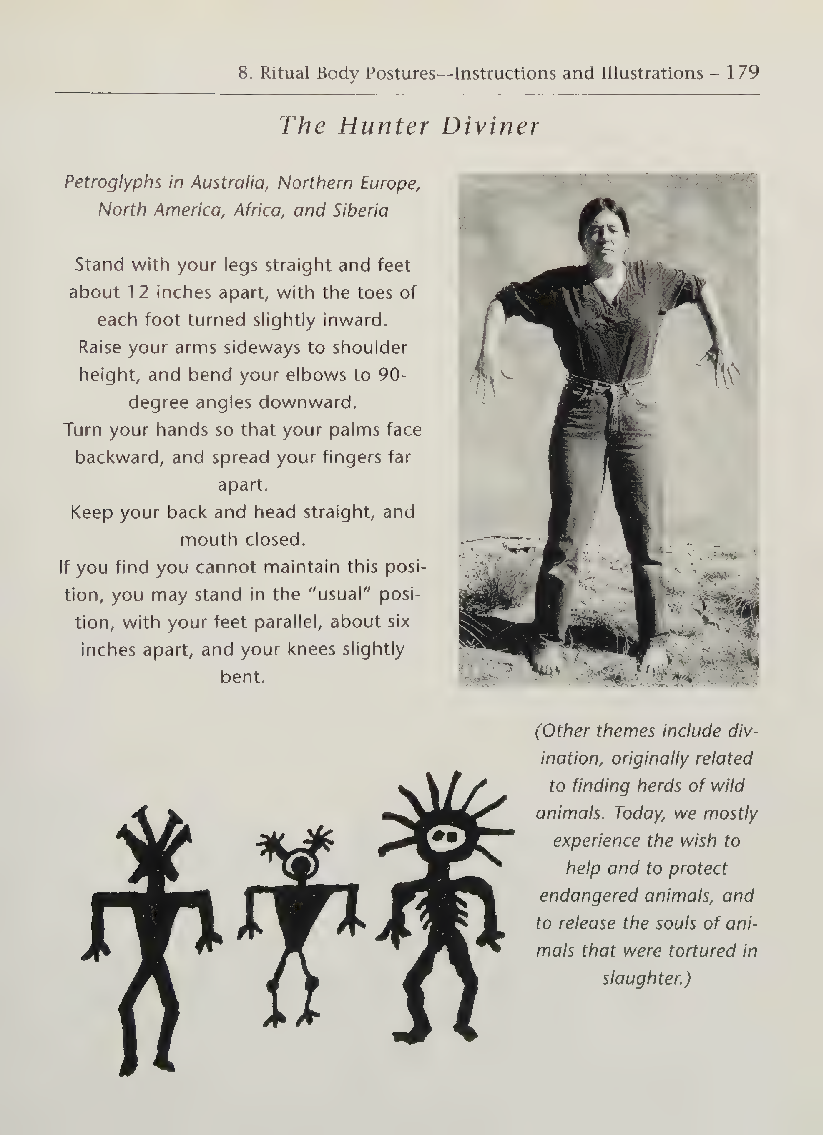 8. Ritual Body Postures—Instructions and Illustrations – 179
The Hunter Diviner
Petroglyphs in Australia, Northern Europe,
North America, Africa, and Siberia
Stand with your legs straight and feet
about 12 inches apart, with the toes of
each foot turned slightly inward.
Raise your arms sideways to shoulder
height, and bend your elbows to 90-
degree angles downward.
Turn your hands so that your palms face
backward, and spread your fingers far
apart.
Keep your back and head straight, and
mouth closed.
If you find you cannot maintain this posi-
tion, you may stand in the "usual" posi-
tion, with your feet parallel, about six
inches apart, and your knees slightly
bent.
(Other themes include div-
ination, originally related
to finding herds of wild
animals. Today, we mostly
experience the wish to
help and to protect
endangered animals, and
to release the souls of ani-
mals that were tortured in
slaughter.)